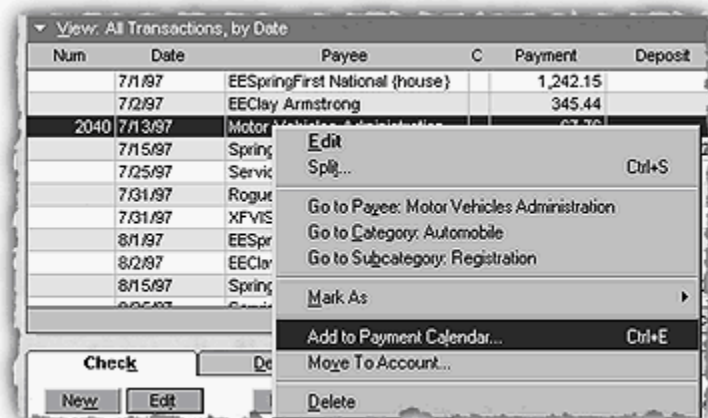 View: All Transactions, by Date
Num Date Payee C Payment Deposit
7/1/97 EESpringFirst National {house} 1,242.15
7/2/97 EEClay Armstrong 345.44
2040 7/13/97 Motor Vehicles Administration 67.76
7/15/97 Spring
7/25/97 Servic
7/31/97 Rogue
7/31/97 XFVIS
8/1/97 EESpr
8/2/97 EEClay
8/15/97 Spring
Edit
Split... Ctrl+S
Go to Payee: Motor Vehicles Administration
Go to Category: Automobile
Go to Subcategory: Registration
Mark As
Add to Payment Calendar... Ctrl+E
Move To Account...
Delete
Check De
New Edit